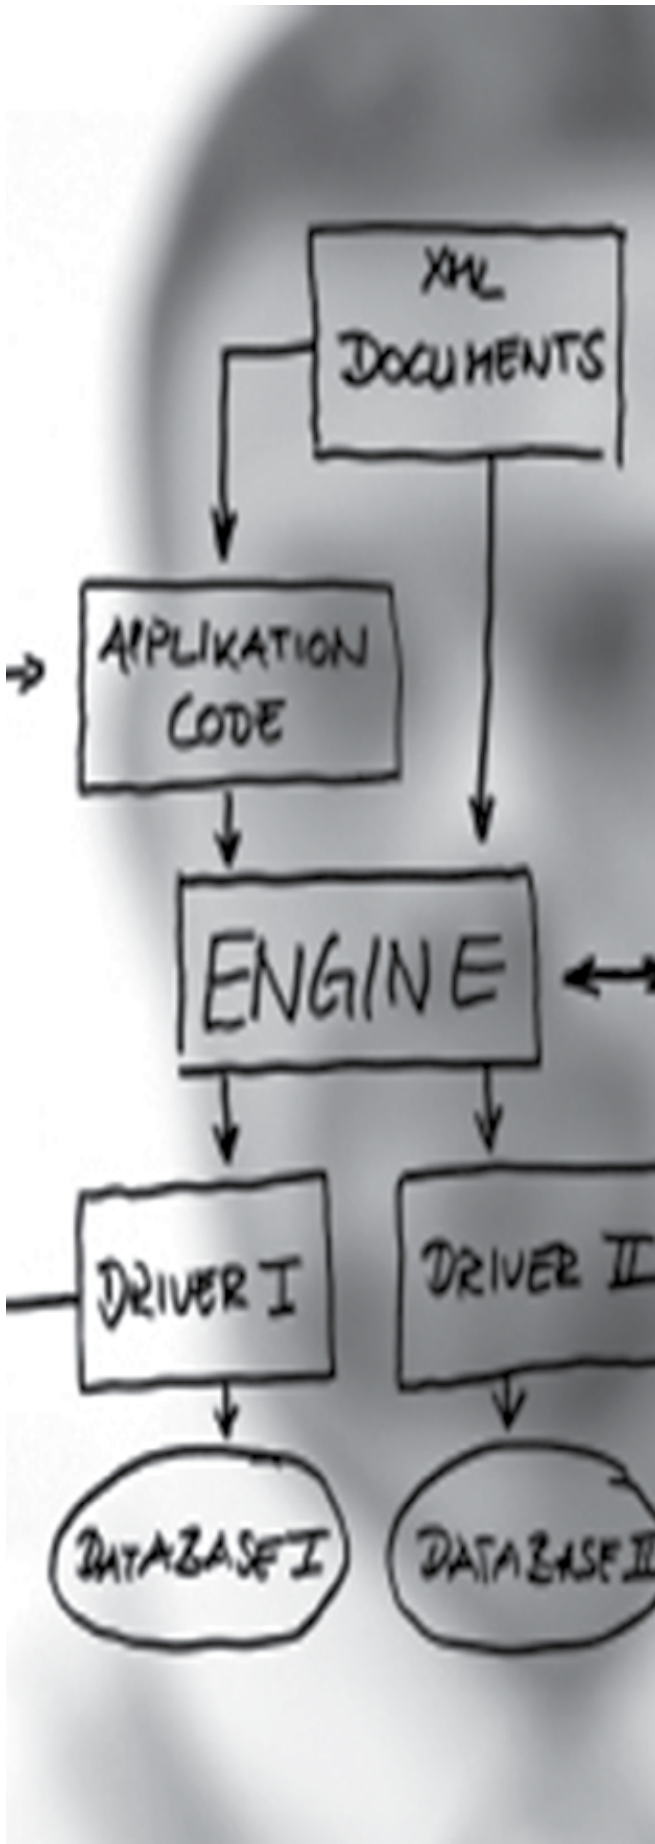 XML
DOCUMENTS
APPLIKATION
CODE
ENGINE
DRIVER I
DRIVER II
DATABASE I
DATABASE II